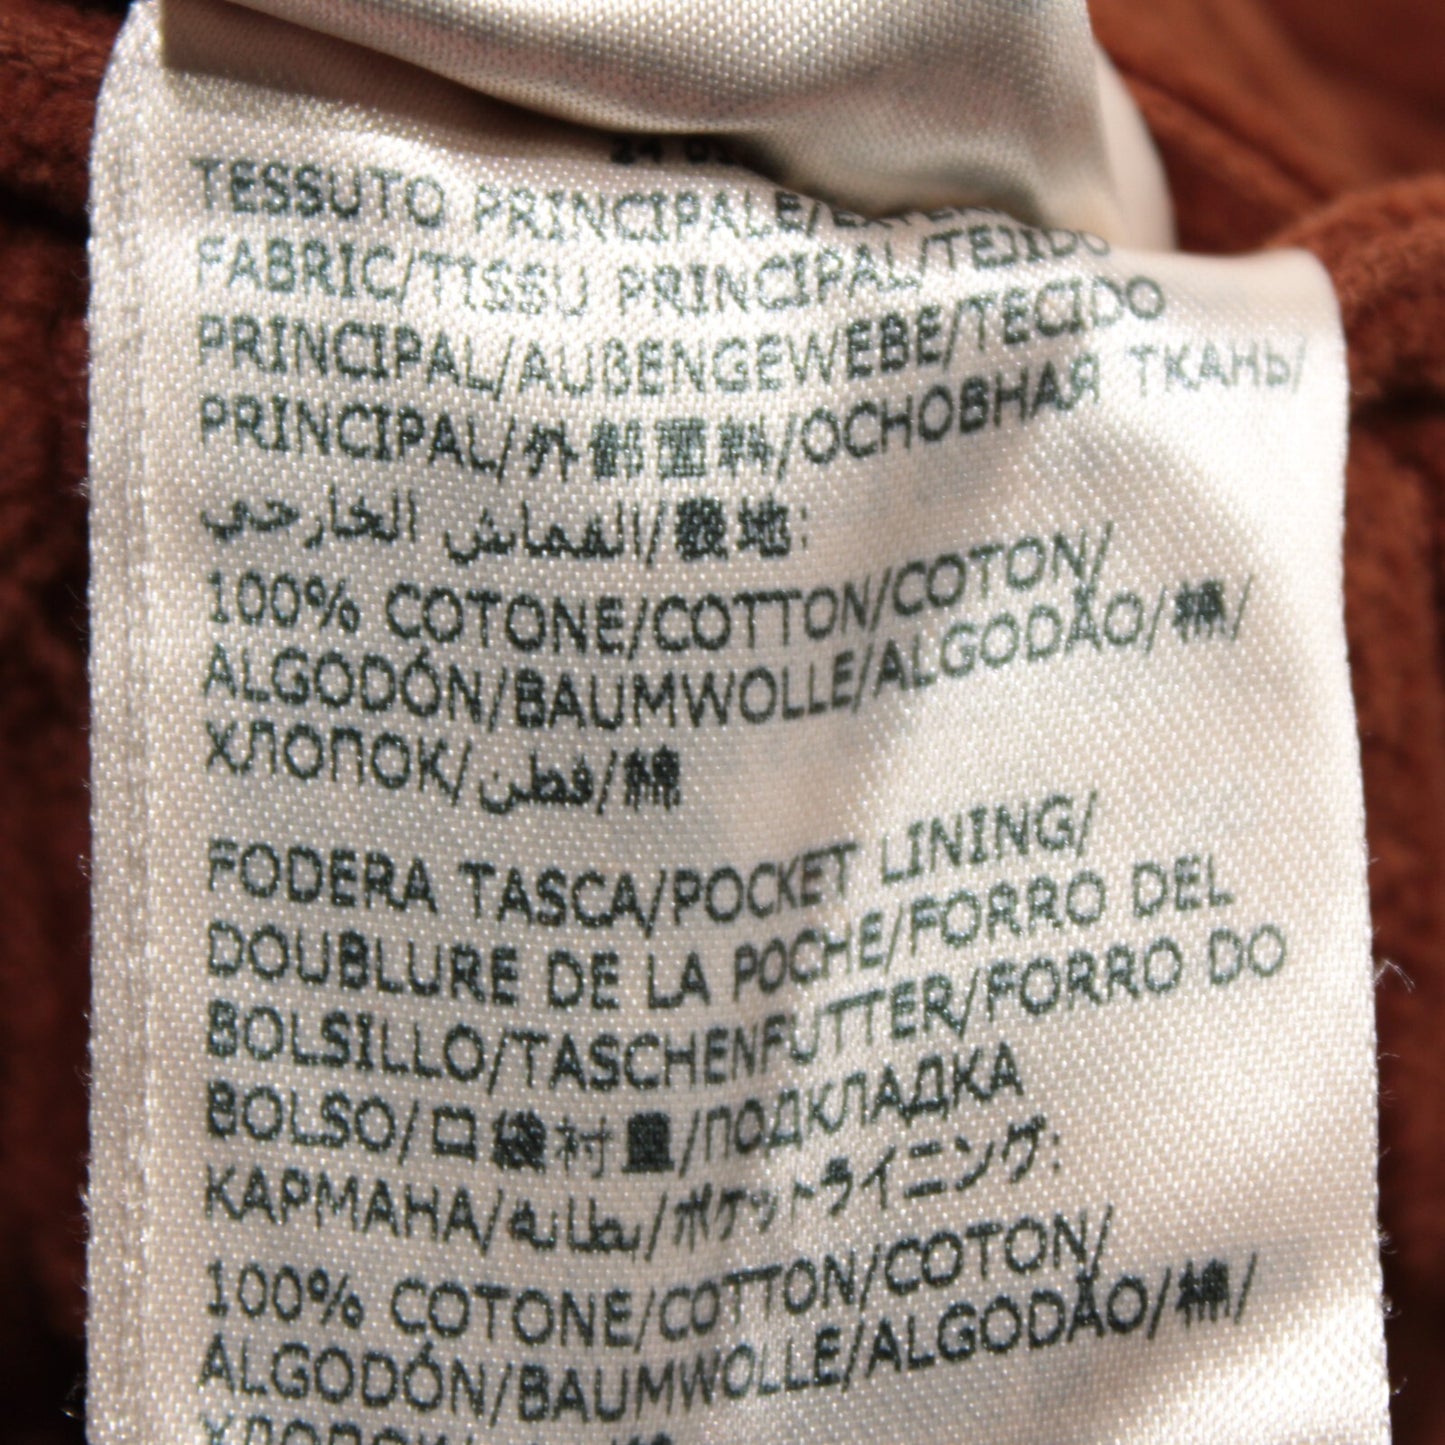 TESSUTO PRINCIPALE/
FABRIC/TISSU PRINCIPAL/TEJIDO
PRINCIPAL/AUßENGEWEBE/TECIDO
PRINCIPAL/外部面料/ОСНОВНАЯ ТКАНЬ/
القماش الخارجي/表地:
100% COTONE/COTTON/COTON/
ALGODÓN/BAUMWOLLE/ALGODÃO/棉/
ХЛОПОК/قطن/綿
FODERA TASCA/POCKET LINING/
DOUBLURE DE LA POCHE/FORRO DEL
BOLSILLO/TASCHENFUTTER/FORRO DO
BOLSO/口袋衬里/ПОДКЛАДКА
КАРМАНА/بطانة/ポケットライニング:
100% COTONE/COTTON/COTON/
ALGODÓN/BAUMWOLLE/ALGODÃO/棉/
ХЛОПОК/